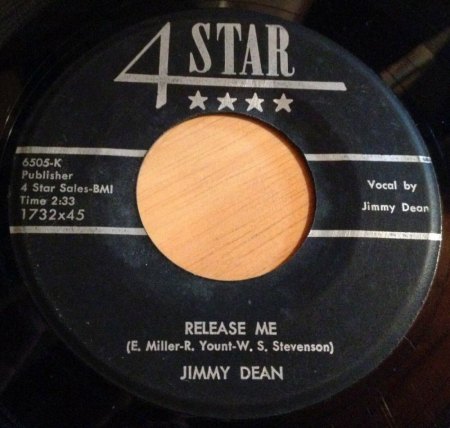 4 STAR
★★★★
6505-K
Publisher
4 Star Sales-BMI
Time 2:33
1732x45
Vocal by
Jimmy Dean
RELEASE ME
(E. Miller-R. Yount-W. S. Stevenson)
JIMMY DEAN